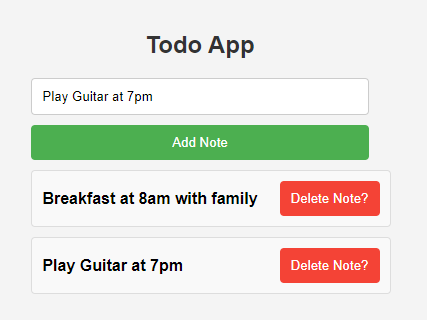 Todo App
Play Guitar at 7pm
Add Note
Breakfast at 8am with family
Delete Note?
Play Guitar at 7pm
Delete Note?